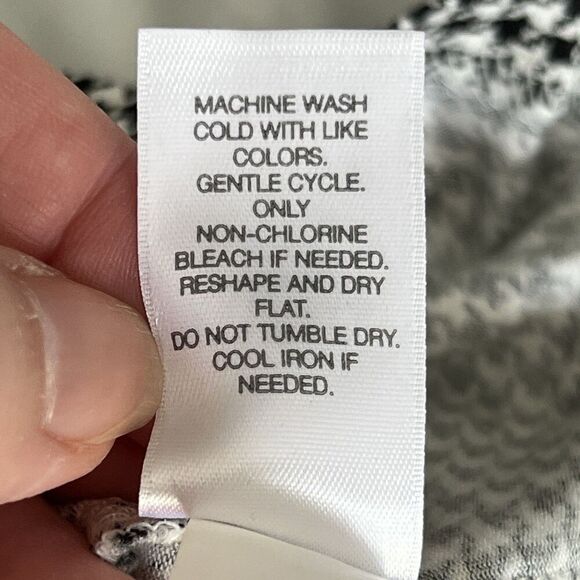 MACHINE WASH
COLD WITH LIKE
COLORS.
GENTLE CYCLE.
ONLY
NON-CHLORINE
BLEACH IF NEEDED.
RESHAPE AND DRY
FLAT.
DO NOT TUMBLE DRY.
COOL IRON IF
NEEDED.